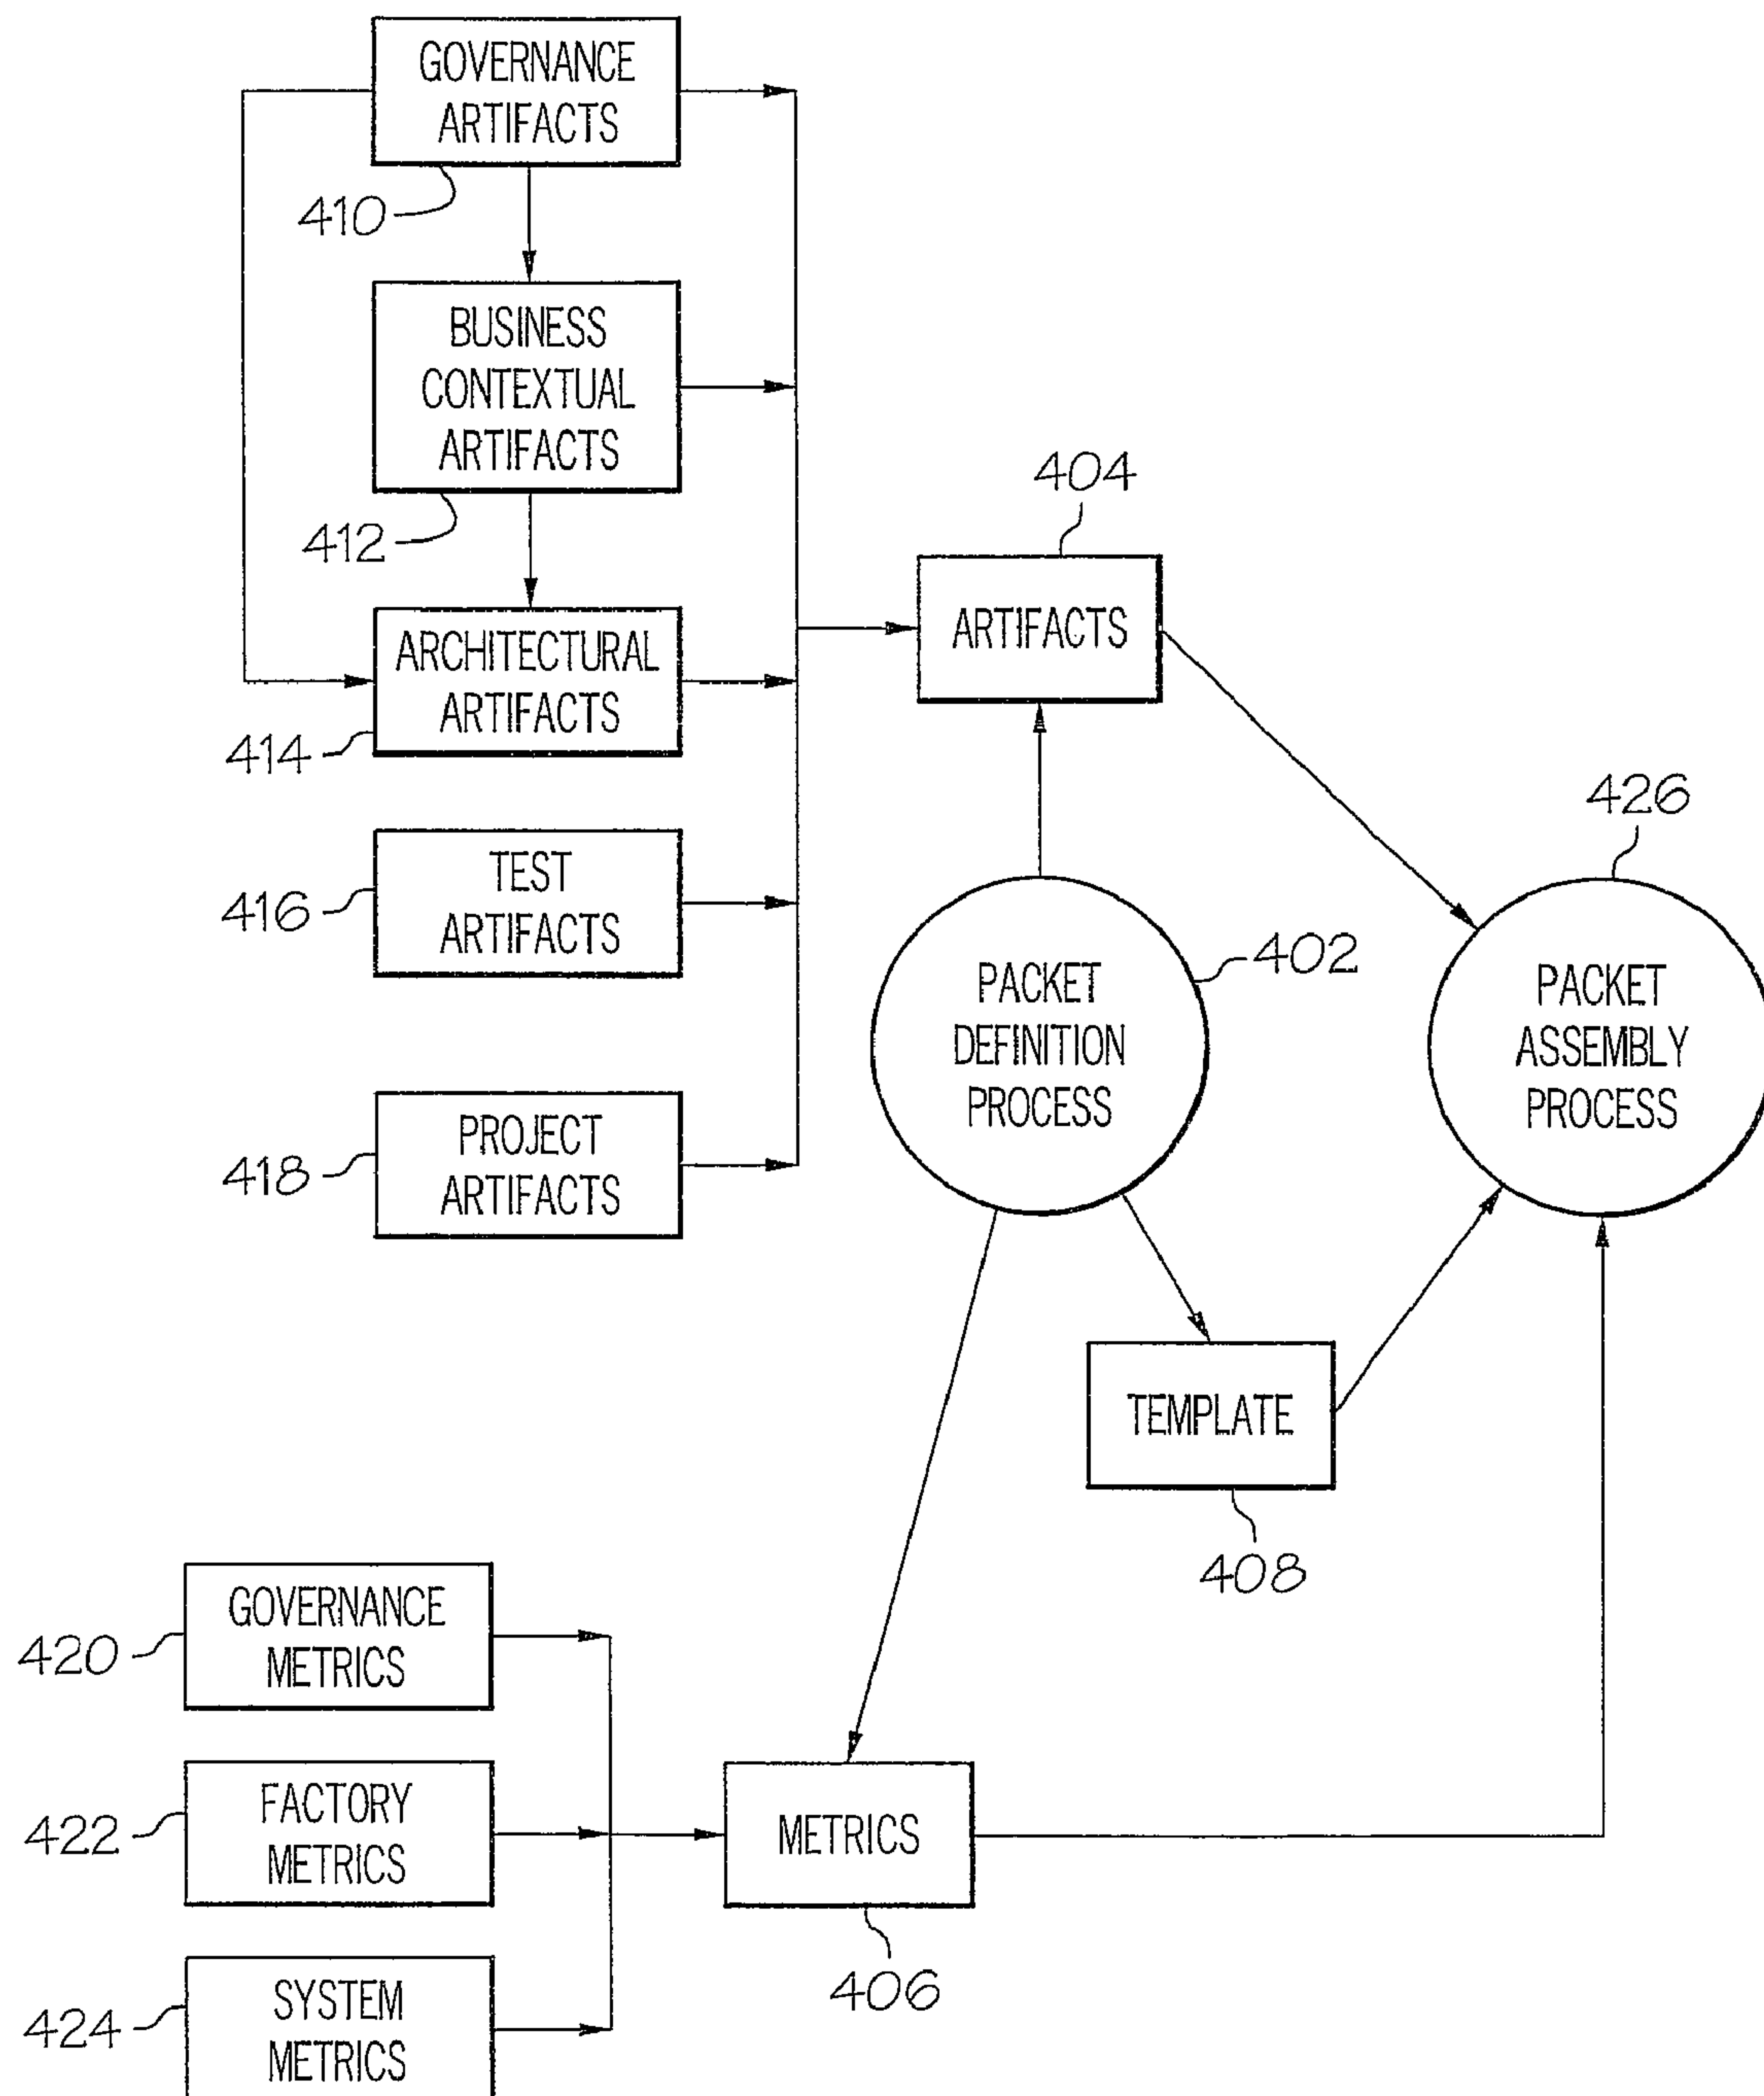 GOVERNANCE
ARTIFACTS
410
BUSINESS
CONTEXTUAL
ARTIFACTS
412
ARCHITECTURAL
ARTIFACTS
414
TEST
ARTIFACTS
416
PROJECT
ARTIFACTS
418
404
ARTIFACTS
402
PACKET
DEFINITION
PROCESS
426
PACKET
ASSEMBLY
PROCESS
TEMPLATE
408
GOVERNANCE
METRICS
420
FACTORY
METRICS
422
SYSTEM
METRICS
424
METRICS
406